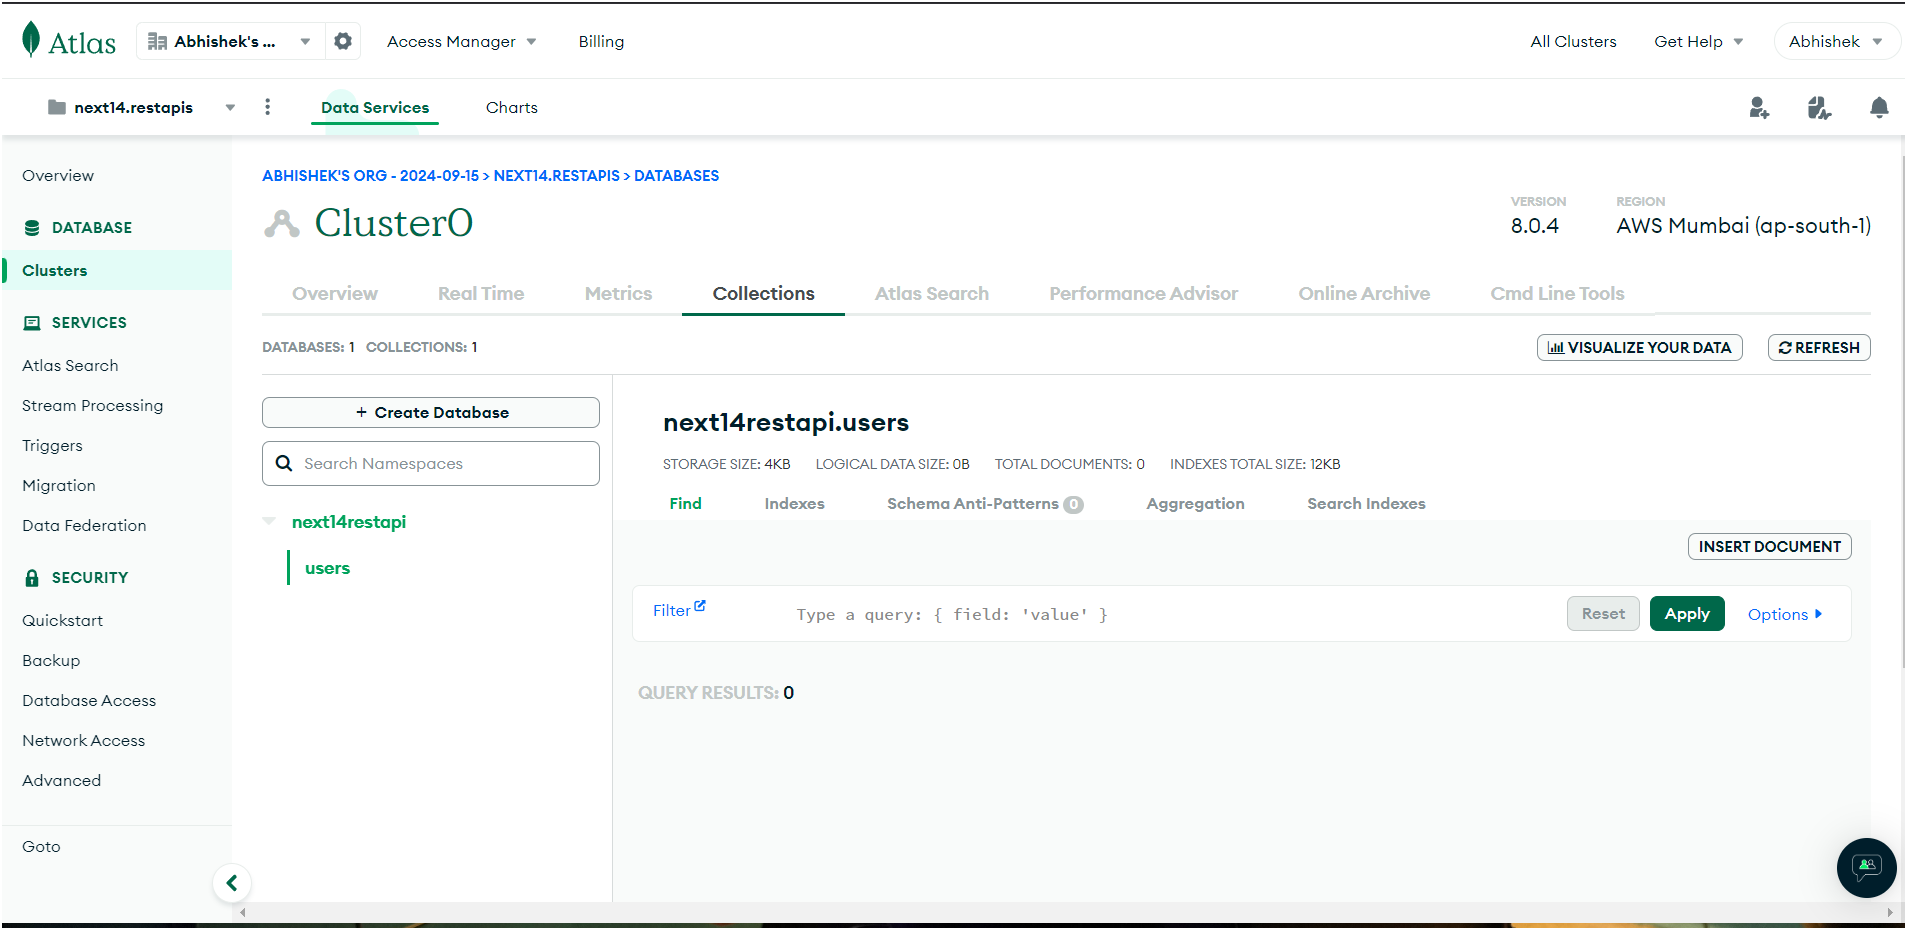 Atlas
Abhishek's ...
Access Manager
Billing
All Clusters
Get Help
Abhishek
next14.restapis
Data Services
Charts
Overview
DATABASE
Clusters
SERVICES
Atlas Search
Stream Processing
Triggers
Migration
Data Federation
SECURITY
Quickstart
Backup
Database Access
Network Access
Advanced
Goto
ABHISHEK'S ORG - 2024-09-15 > NEXT14.RESTAPIS > DATABASES
Cluster0
VERSION
8.0.4
REGION
AWS Mumbai (ap-south-1)
Overview
Real Time
Metrics
Collections
Atlas Search
Performance Advisor
Online Archive
Cmd Line Tools
DATABASES: 1 COLLECTIONS: 1
VISUALIZE YOUR DATA
REFRESH
+ Create Database
Search Namespaces
next14restapi
users
next14restapi.users
STORAGE SIZE: 4KB LOGICAL DATA SIZE: 0B TOTAL DOCUMENTS: 0 INDEXES TOTAL SIZE: 12KB
Find
Indexes
Schema Anti-Patterns 0
Aggregation
Search Indexes
INSERT DOCUMENT
Filter
Type a query: { field: 'value' }
Reset
Apply
Options
QUERY RESULTS: 0